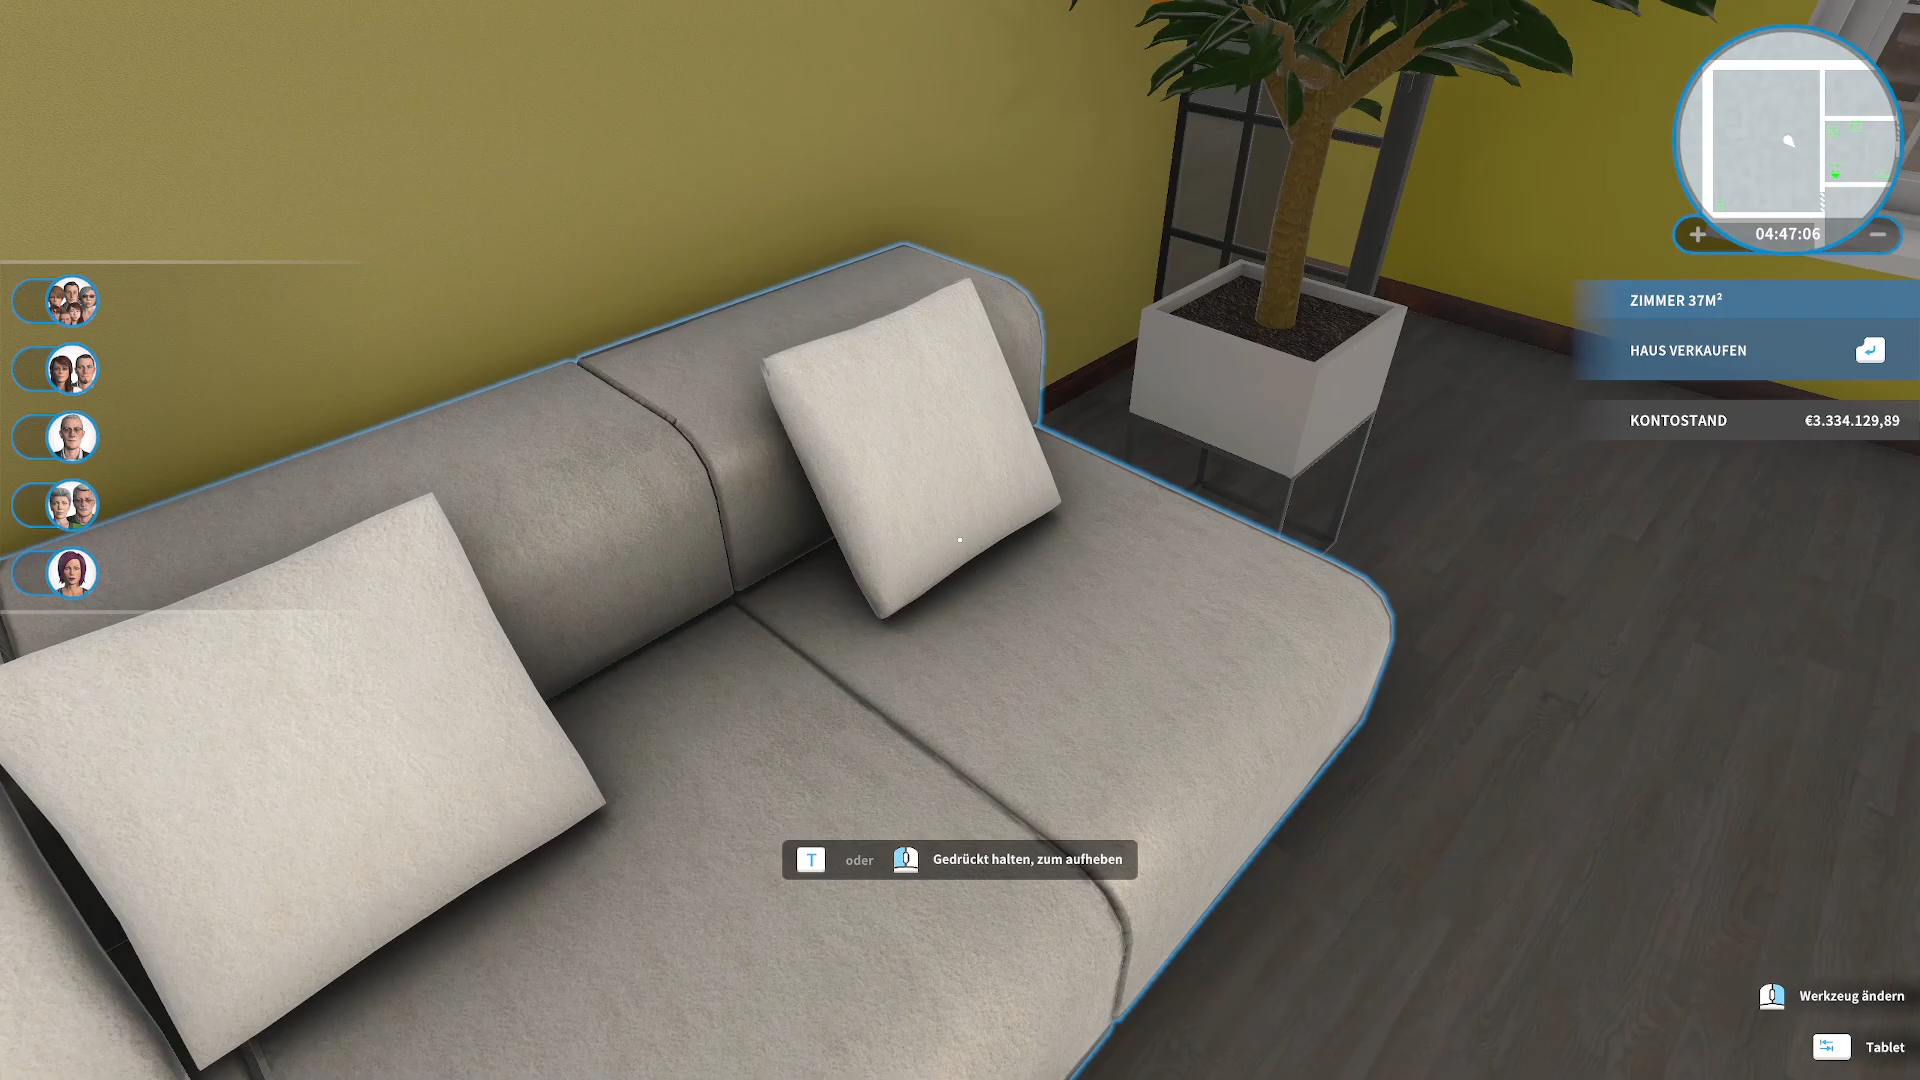 04:47:06
ZIMMER 37M²
HAUS VERKAUFEN
KONTOSTAND €3.334.129,89
T oder Gedrückt halten, zum aufheben
Werkzeug ändern
Tablet